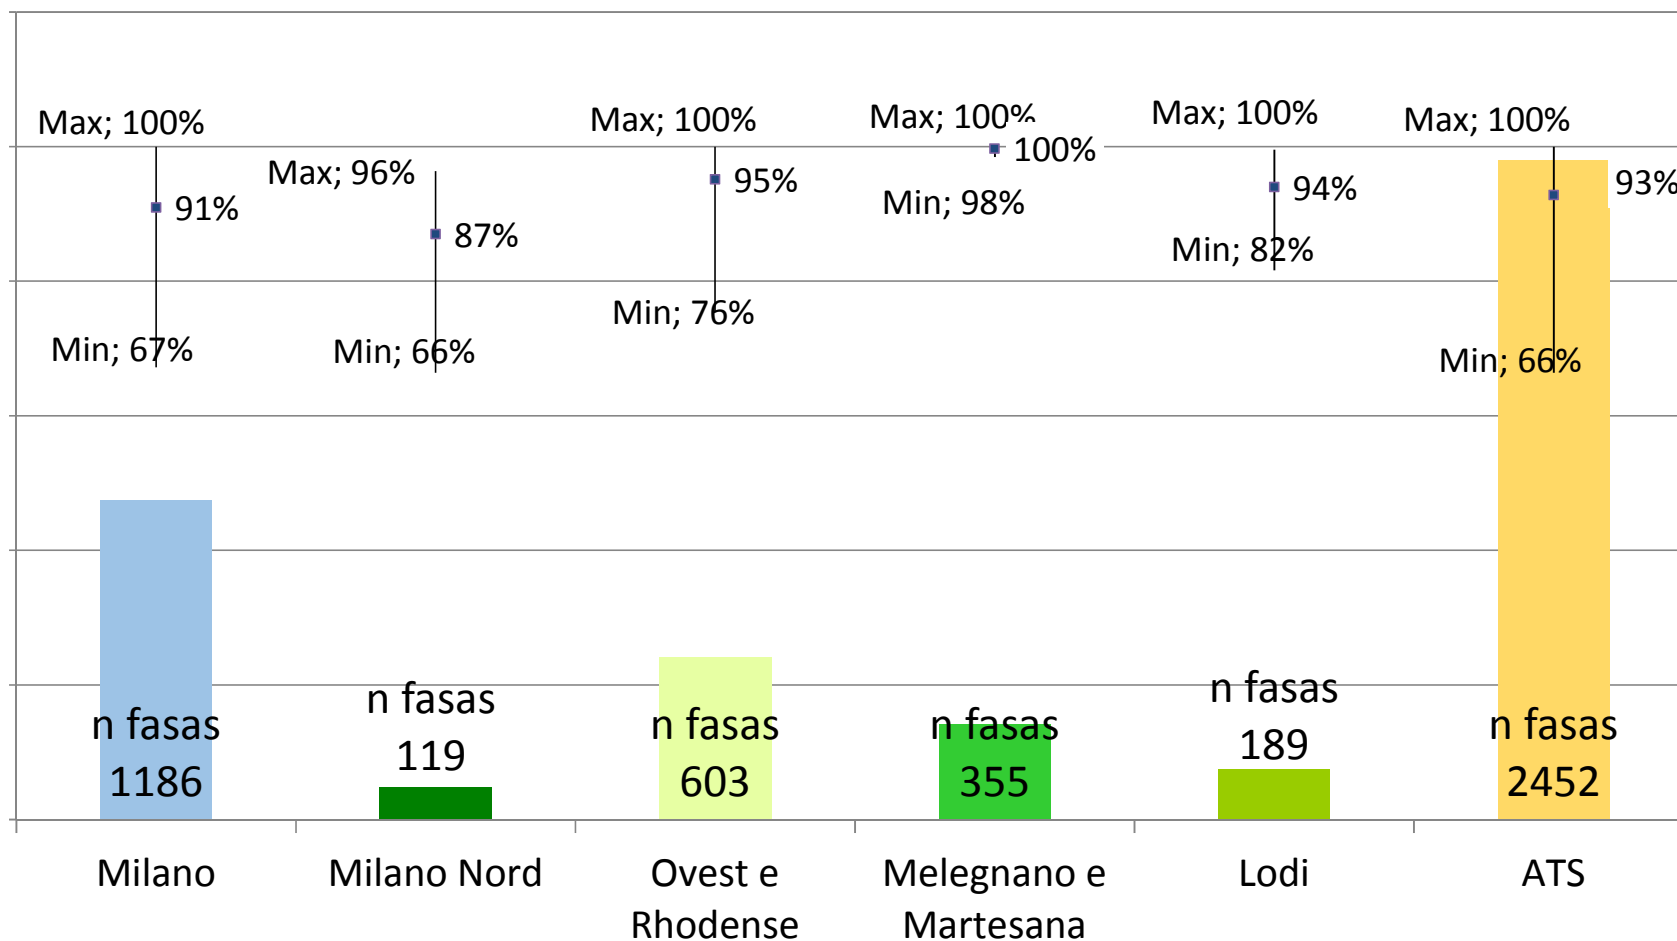 Max; 100%
91%
Min; 67%
Max; 96%
87%
Min; 66%
Max; 100%
95%
Min; 76%
Max; 100%
100%
Min; 98%
Max; 100%
94%
Min; 82%
Max; 100%
93%
Min; 66%
n fasas
1186
n fasas
119
n fasas
603
n fasas
355
n fasas
189
n fasas
2452
Milano
Milano Nord
Ovest e
Rhodense
Melegnano e
Martesana
Lodi
ATS